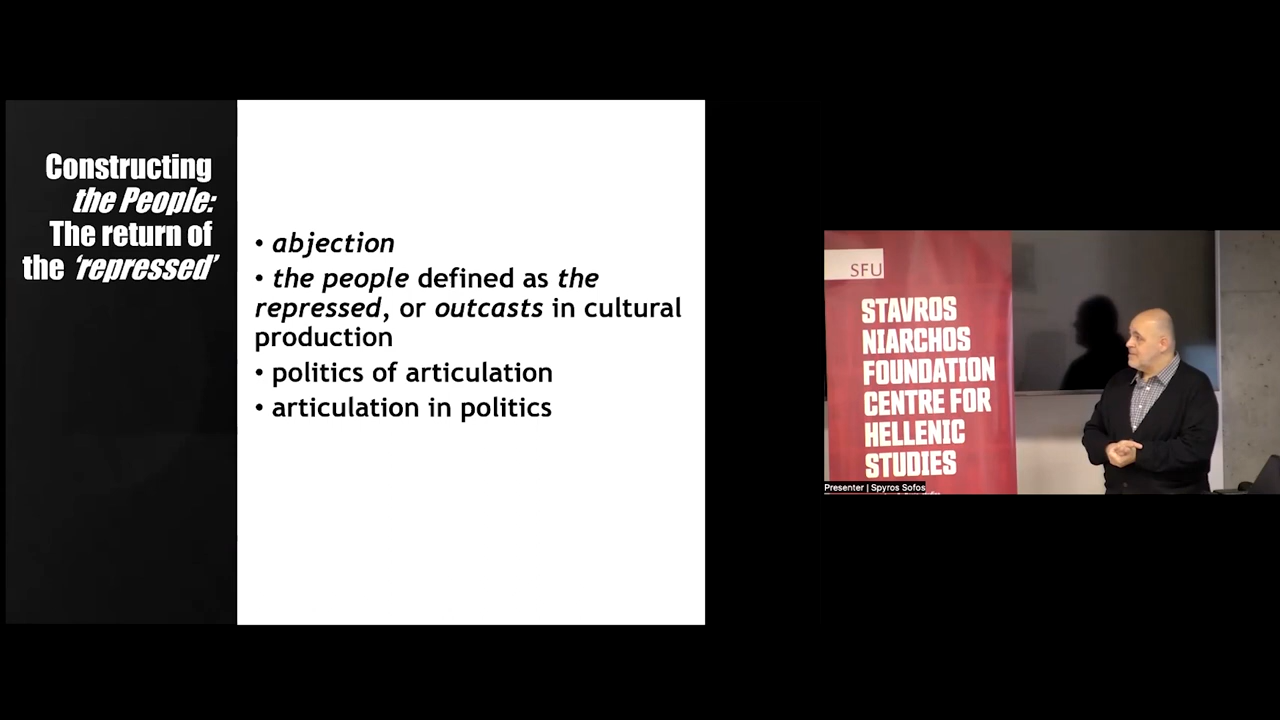 Constructing
the People:
The return of
the ‘repressed’
• abjection
• the people defined as the
repressed, or outcasts in cultural
production
• politics of articulation
• articulation in politics
SFU
STAVROS
NIARCHOS
FOUNDATION
CENTRE FOR
HELLENIC
STUDIES
Presenter | Spyros Sofos